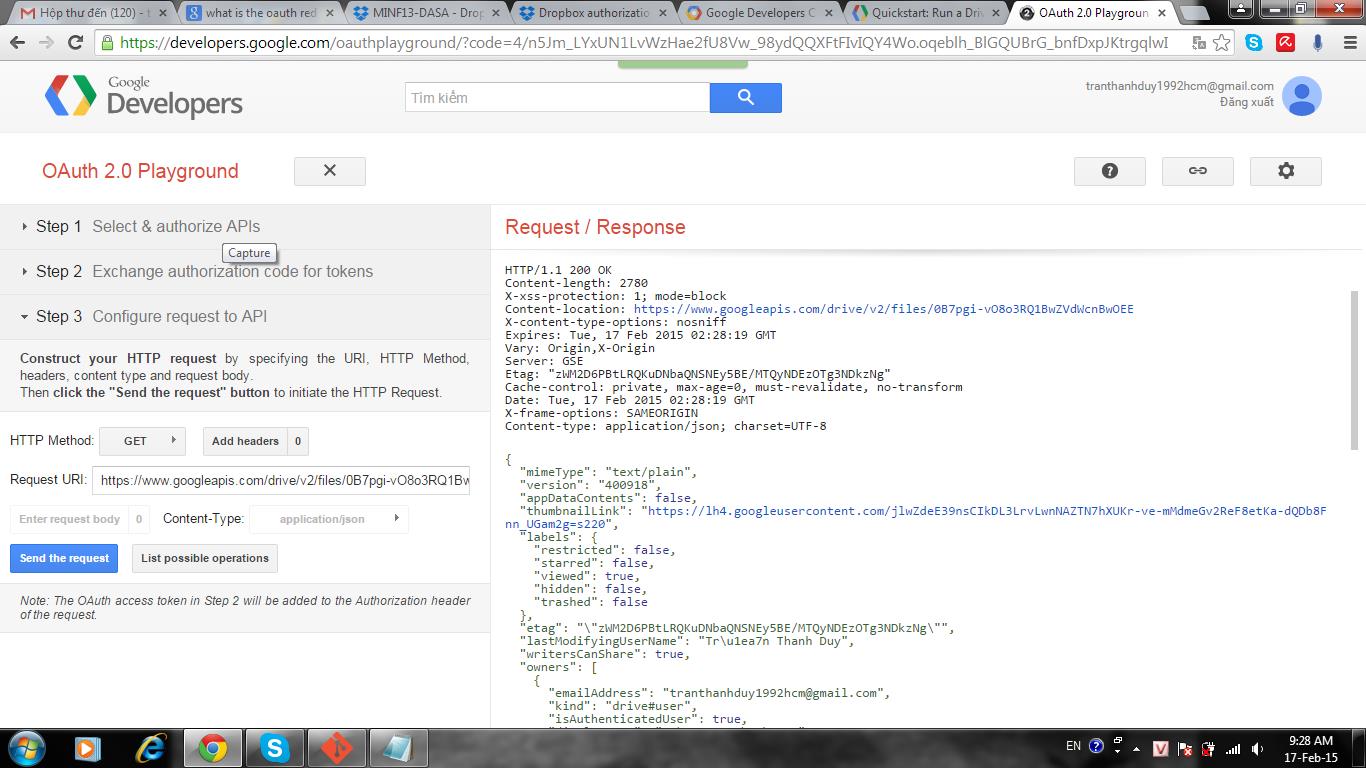 Hộp thư đến (120) - t
what is the oauth red
MINF13-DASA - Drop
Dropbox authorizatio
Google Developers C
Quickstart: Run a Driv
OAuth 2.0 Playgroun
Google
Developers
Tìm kiếm
tranthanhduy1992hcm@gmail.com
Đăng xuất
OAuth 2.0 Playground
Step 1 Select & authorize APIs
Capture
Step 2 Exchange authorization code for tokens
Step 3 Configure request to API
Construct your HTTP request by specifying the URI, HTTP Method,
headers, content type and request body.
Then click the "Send the request" button to initiate the HTTP Request.
HTTP Method: GET Add headers 0
Request URI: https://www.googleapis.com/drive/v2/files/0B7pgi-vO8o3RQ1Bw
Enter request body 0 Content-Type: application/json
Send the request List possible operations
Note: The OAuth access token in Step 2 will be added to the Authorization header
of the request.
Request / Response
HTTP/1.1 200 OK
Content-length: 2780
X-xss-protection: 1; mode=block
Content-location: https://www.googleapis.com/drive/v2/files/0B7pgi-vO8o3RQ1BwZVdWcnBwOEE
X-content-type-options: nosniff
Expires: Tue, 17 Feb 2015 02:28:19 GMT
Vary: Origin,X-Origin
Server: GSE
Etag: "zWM2D6PBtLRQKuDNbaQNSNEy5BE/MTQyNDEzOTg3NDkzNg"
Cache-control: private, max-age=0, must-revalidate, no-transform
Date: Tue, 17 Feb 2015 02:28:19 GMT
X-frame-options: SAMEORIGIN
Content-type: application/json; charset=UTF-8
{
"mimeType": "text/plain",
"version": "400918",
"appDataContents": false,
"thumbnailLink": "https://lh4.googleusercontent.com/jlwZdeE39nsCIkDL3LrvLwnNAZTN7hXUKr-ve-mMdmeGv2ReF8etKa-dQDb8F
nn_UGam2g=s220",
"labels": {
"restricted": false,
"starred": false,
"viewed": true,
"hidden": false,
"trashed": false
},
"etag": "\"zWM2D6PBtLRQKuDNbaQNSNEy5BE/MTQyNDEzOTg3NDkzNg\"",
"lastModifyingUserName": "Tr\u1ea7n Thanh Duy",
"writersCanShare": true,
"owners": [
{
"emailAddress": "tranthanhduy1992hcm@gmail.com",
"kind": "drive#user",
"isAuthenticatedUser": true,
EN
9:28 AM
17-Feb-15